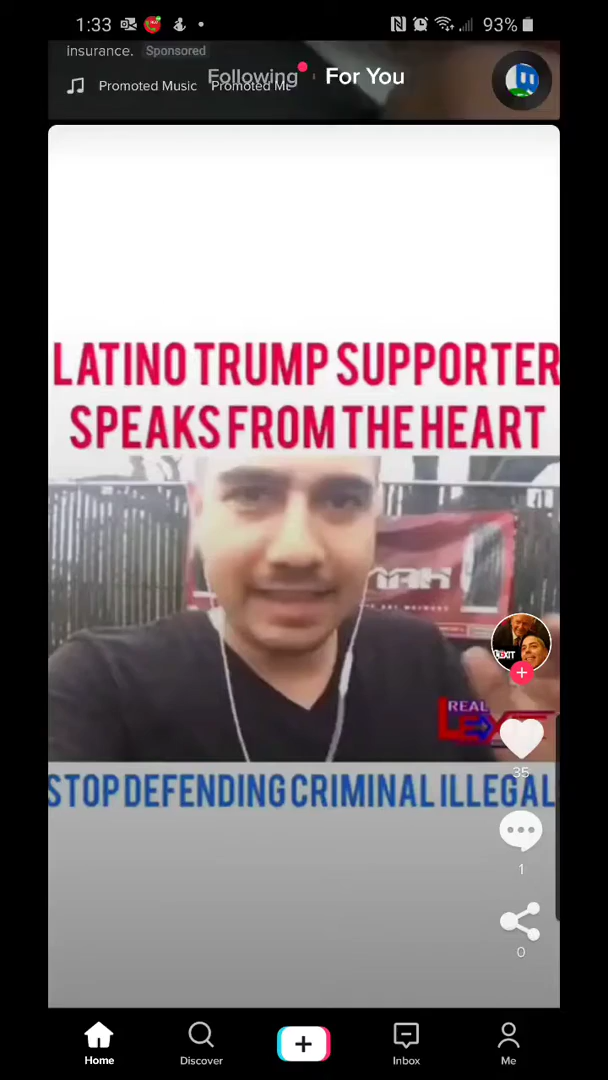 1:33
93%
insurance. Sponsored
Following
For You
Promoted Music
LATINO TRUMP SUPPORTER
SPEAKS FROM THE HEART
LEXIT
REAL
STOP DEFENDING CRIMINAL ILLEGAL
35
1
0
Home
Discover
Inbox
Me